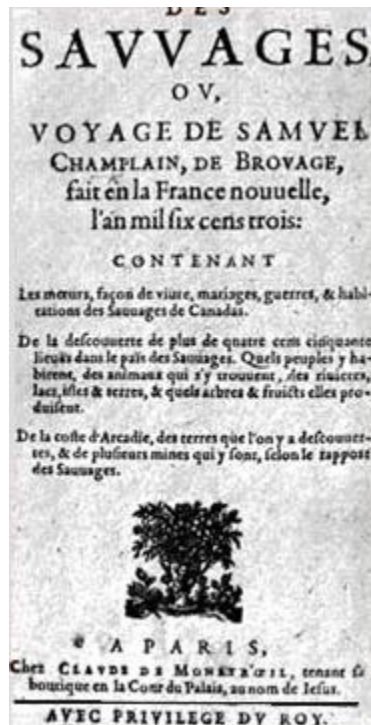 DES
SAVVAGES
OV,
VOYAGE DE SAMVEL
CHAMPLAIN, DE BROVAGE,
fait en la France nouuelle,
l'an mil six cens trois:
CONTENANT
Les mœurs, façon de viure, mariages, guerres, & habi-
tations des Sauuages de Canadas.
De la descouuerte de plus de quatre cens cinquante
lieuës dans le païs des Sauuages. Quels peuples y ha-
bitent, des animaux qui s'y trouuent, des riuieres,
lacs, isles & terres, & quels arbres & fruicts elles pro-
duisent.
De la coste d'Arcadie, des terres que l'on y a descouuer-
tes, & de plusieurs mines qui y sont, selon le rapport
des Sauuages.
A PARIS,
Chez CLAVDE DE tenant sa
boutique en la Cour du Palais, au nom de Iesus.
AVEC PRIVILEGE DV ROY.